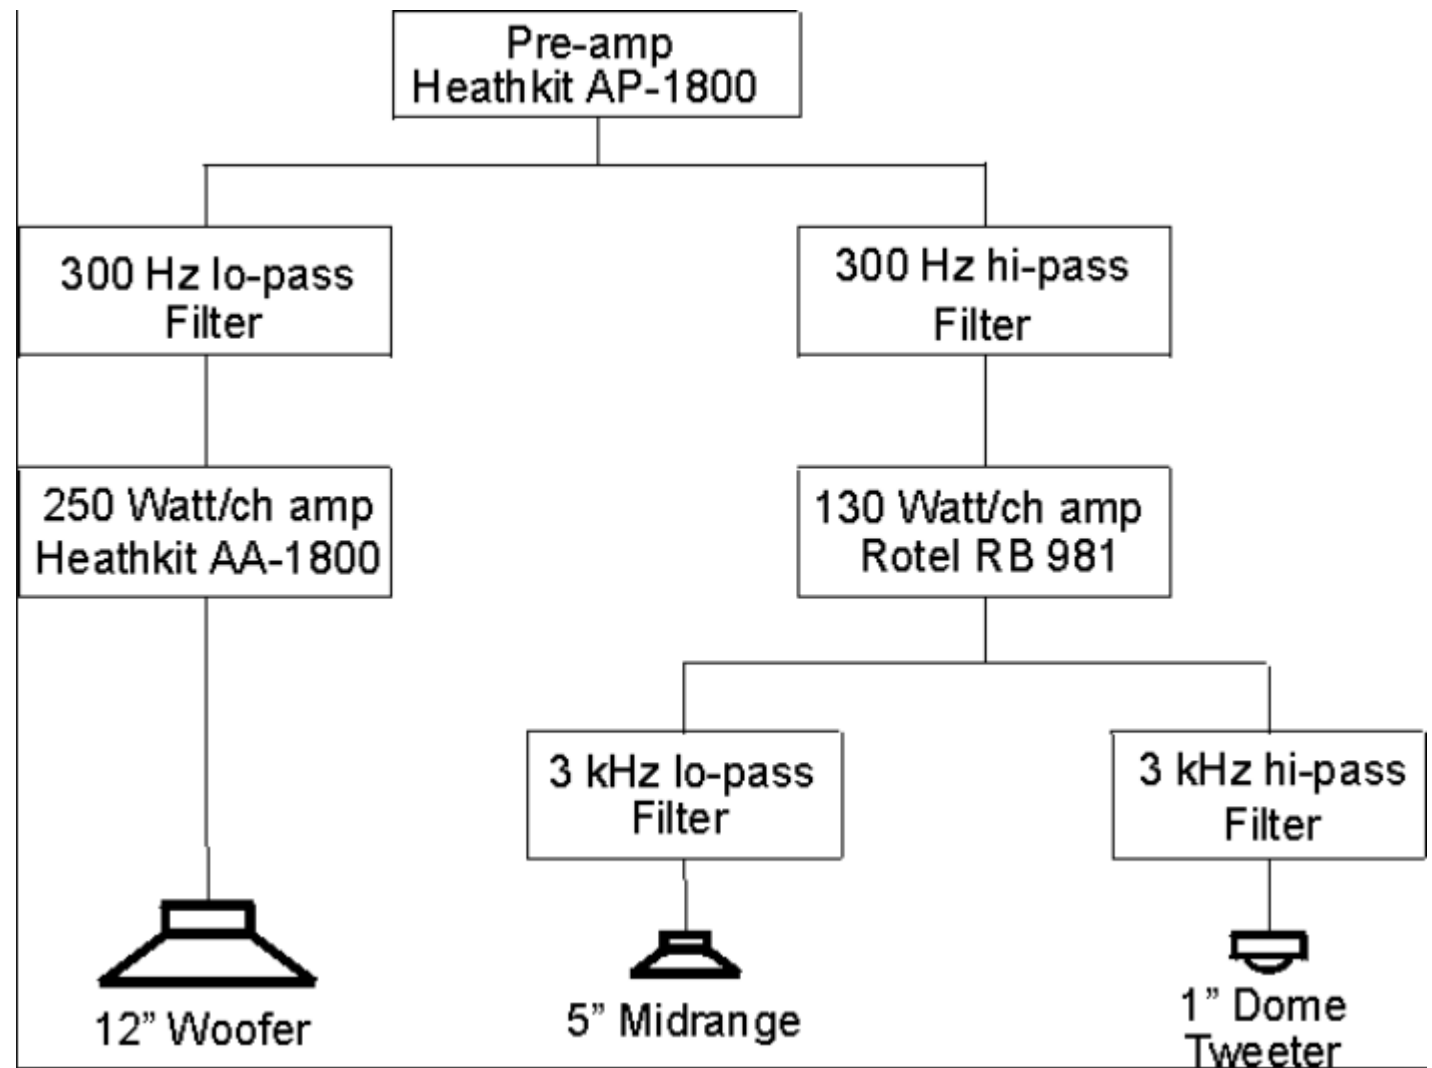 Pre-amp
Heathkit AP-1800
300 Hz lo-pass
Filter
300 Hz hi-pass
Filter
250 Watt/ch amp
Heathkit AA-1800
130 Watt/ch amp
Rotel RB 981
3 kHz lo-pass
Filter
3 kHz hi-pass
Filter
12” Woofer
5” Midrange
1” Dome
Tweeter